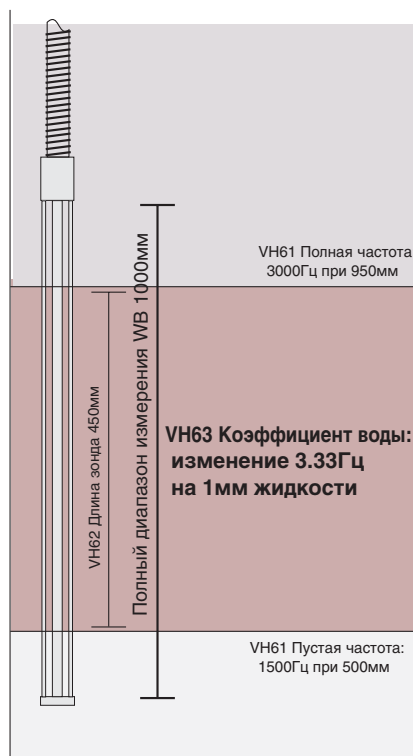 VH61 Полная частота
3000Гц при 950мм
Полный диапазон измерения WB 1000мм
VH62 Длина зонда 450мм
VH63 Коэффициент воды:
изменение 3.33Гц
на 1мм жидкости
VH61 Пустая частота:
1500Гц при 500мм